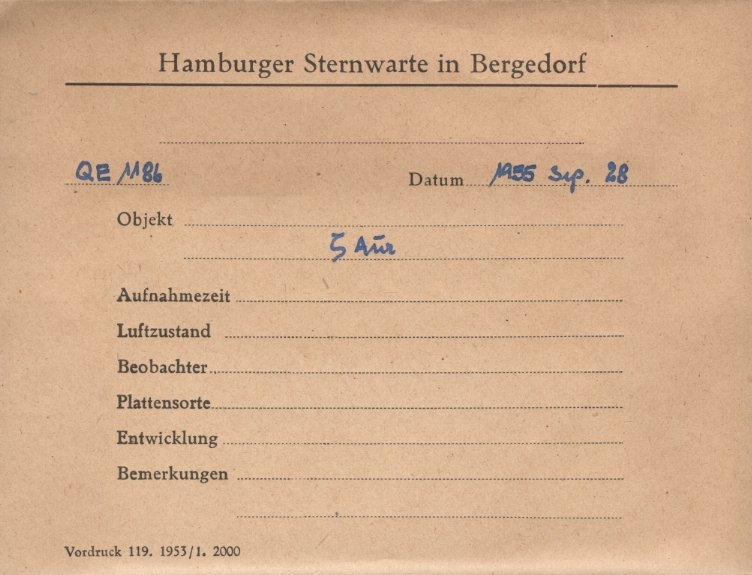 Hamburger Sternwarte in Bergedorf
QE 1186 Datum 1955 Sep. 28
Objekt
ζ Aur
Aufnahmezeit
Luftzustand
Beobachter
Plattensorte
Entwicklung
Bemerkungen
Vordruck 119. 1953/1. 2000